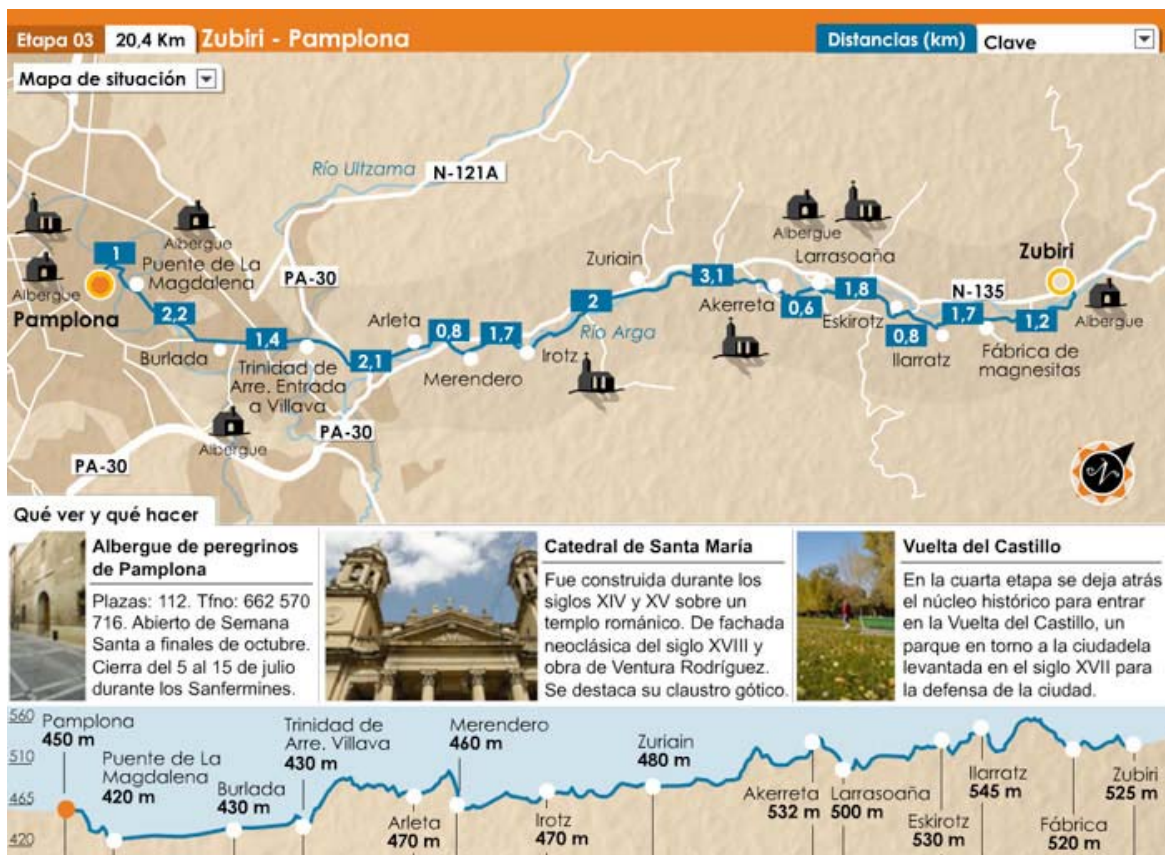 Etapa 03 20,4 Km Zubiri - Pamplona
Distancias (km) Clave
Mapa de situación
Río Ultzama
N-121A
Albergue
Albergue
Zubiri
1
Puente de La
Magdalena
PA-30
Zuriain
Larrasoaña
3,1
N-135
Albergue
Pamplona
Akerreta
0,6
1,8
Eskirotz
Albergue
2,2
Arleta
0,8
1,7
2
Río Arga
0,8
1,7
1,2
Burlada
1,4
2,1
Irotz
Ilarratz
Fábrica de
magnesitas
Trinidad de
Arre. Entrada
a Villava
Merendero
PA-30
Albergue
PA-30
N
Qué ver y qué hacer
Albergue de peregrinos
de Pamplona
Plazas: 112. Tfno: 662 570
716. Abierto de Semana
Santa a finales de octubre.
Cierra del 5 al 15 de julio
durante los Sanfermines.
Catedral de Santa María
Fue construida durante los
siglos XIV y XV sobre un
templo románico. De fachada
neoclásica del siglo XVIII y
obra de Ventura Rodríguez.
Se destaca su claustro gótico.
Vuelta del Castillo
En la cuarta etapa se deja atrás
el núcleo histórico para entrar
en la Vuelta del Castillo, un
parque en torno a la ciudadela
levantada en el siglo XVII para
la defensa de la ciudad.
560
510
465
420
Pamplona
450 m
Puente de La
Magdalena
420 m
Burlada
430 m
Trinidad de
Arre. Villava
430 m
Arleta
470 m
Merendero
460 m
Irotz
470 m
Zuriain
480 m
Akerreta
532 m
Larrasoaña
500 m
Eskirotz
530 m
Ilarratz
545 m
Fábrica
520 m
Zubiri
525 m